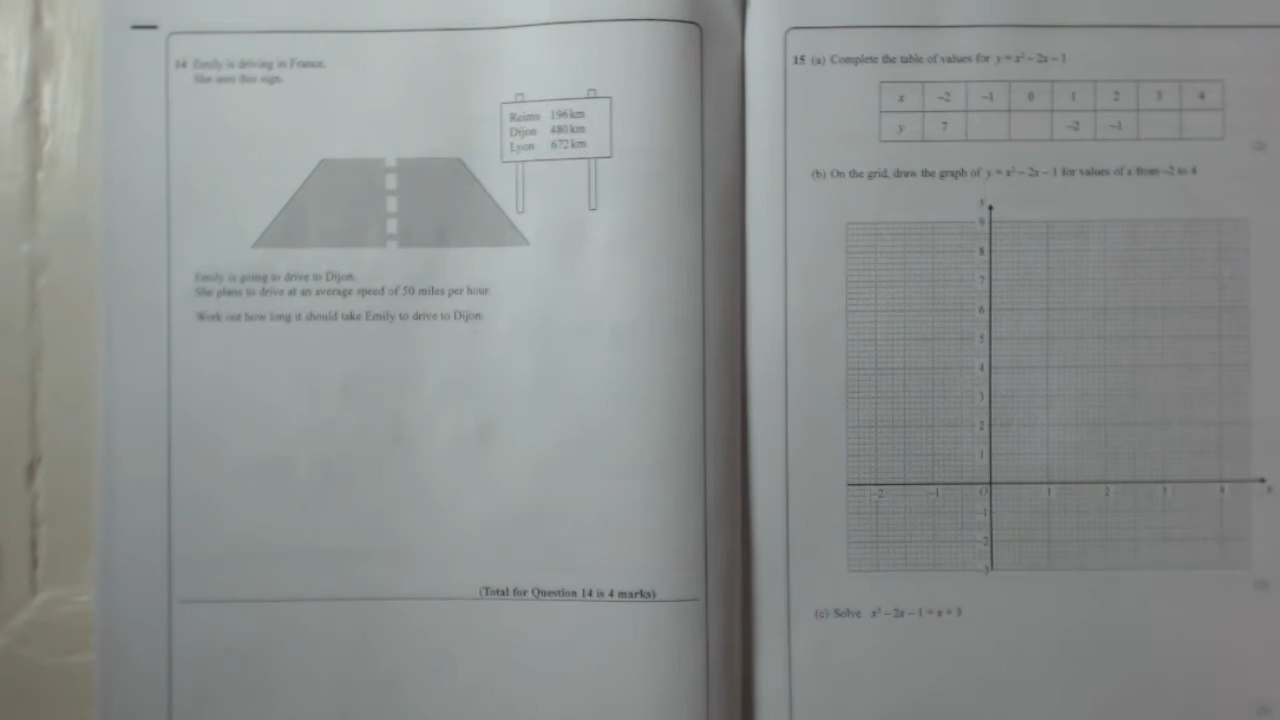 14 Emily is driving in France.
She sees this sign.
Reims 196 km
Dijon 480 km
Lyon 672 km
Emily is going to drive to Dijon.
She plans to drive at an average speed of 50 miles per hour.
Work out how long it should take Emily to drive to Dijon.
(Total for Question 14 is 4 marks)
15 (a) Complete the table of values for y = x² − 2x − 1
x −2 −1 0 1 2 3 4
y 7 −2 −1
(b) On the grid, draw the graph of y = x² − 2x − 1 for values of x from −2 to 4
y
9
8
7
6
5
4
3
2
1
−2 −1 O 1 2 3 4 x
−1
−2
−3
(c) Solve x² − 2x − 1 = x + 3